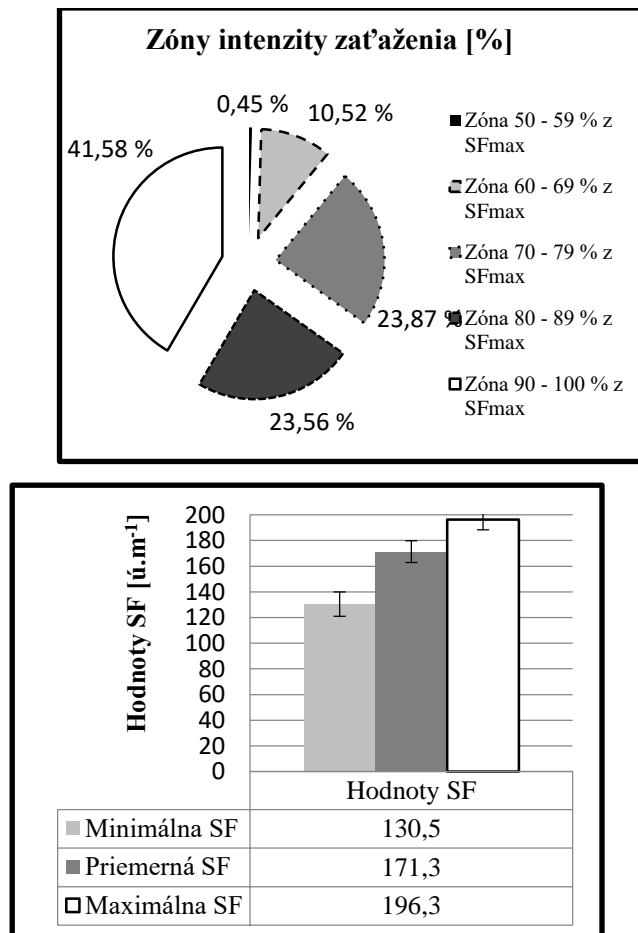 Zóny intenzity zaťaženia [%]
0,45 %
10,52 %
41,58 %
23,87 %
23,56 %
Zóna 50 - 59 % z
SFmax
Zóna 60 - 69 % z
SFmax
Zóna 70 - 79 % z
SFmax
Zóna 80 - 89 % z
SFmax
Zóna 90 - 100 % z
SFmax
Hodnoty SF [ú.m-1]
200
180
160
140
120
100
80
60
40
20
0
Hodnoty SF
Minimálna SF 130,5
Priemerná SF 171,3
Maximálna SF 196,3